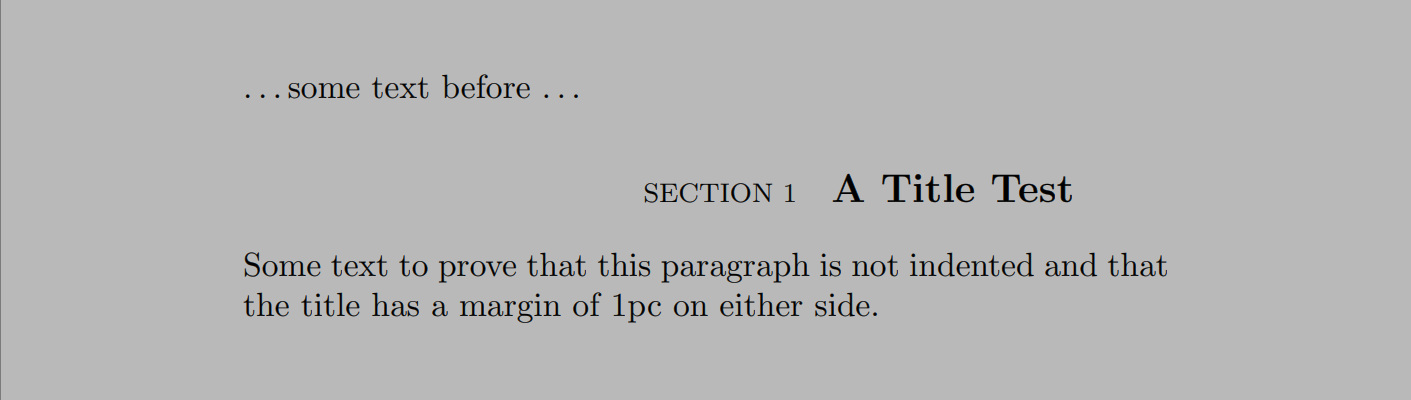 ...some text before ...
SECTION 1 A Title Test
Some text to prove that this paragraph is not indented and that
the title has a margin of 1pc on either side.